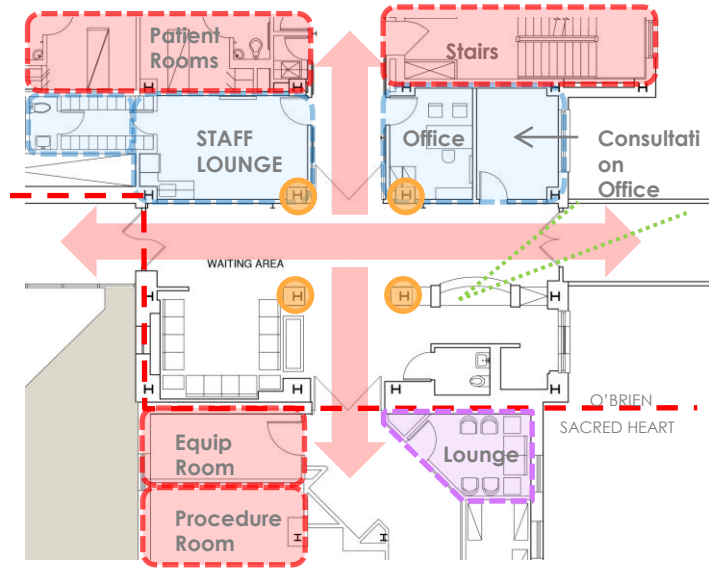 Patient
Rooms
Stairs
STAFF
LOUNGE
Office
Consultati
on
Office
WAITING AREA
O'BRIEN
SACRED HEART
Equip
Room
Lounge
Procedure
Room